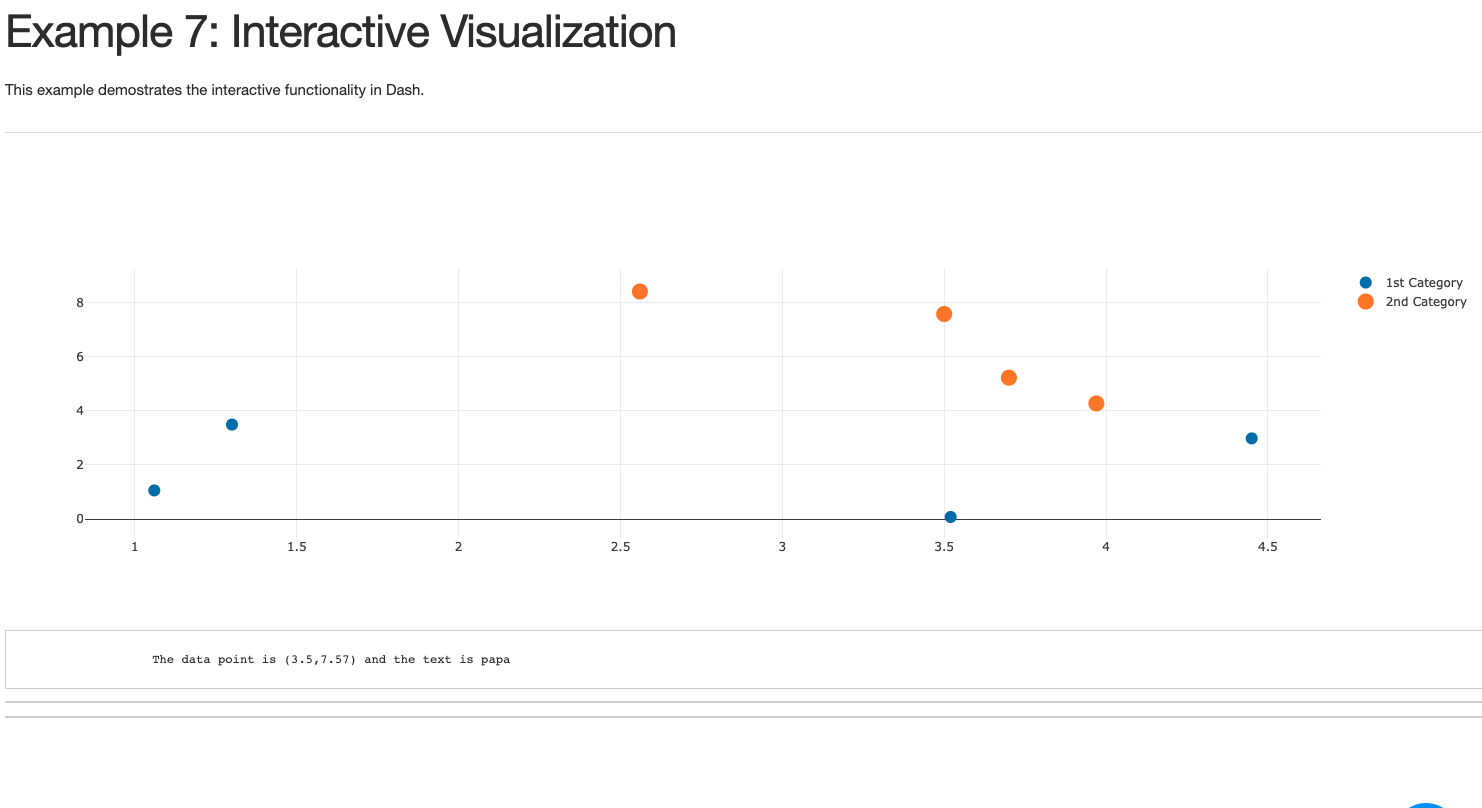 Example 7: Interactive Visualization
This example demostrates the interactive functionality in Dash.
1st Category
2nd Category
8
6
4
2
0
1 1.5 2 2.5 3 3.5 4 4.5
The data point is (3.5,7.57) and the text is papa